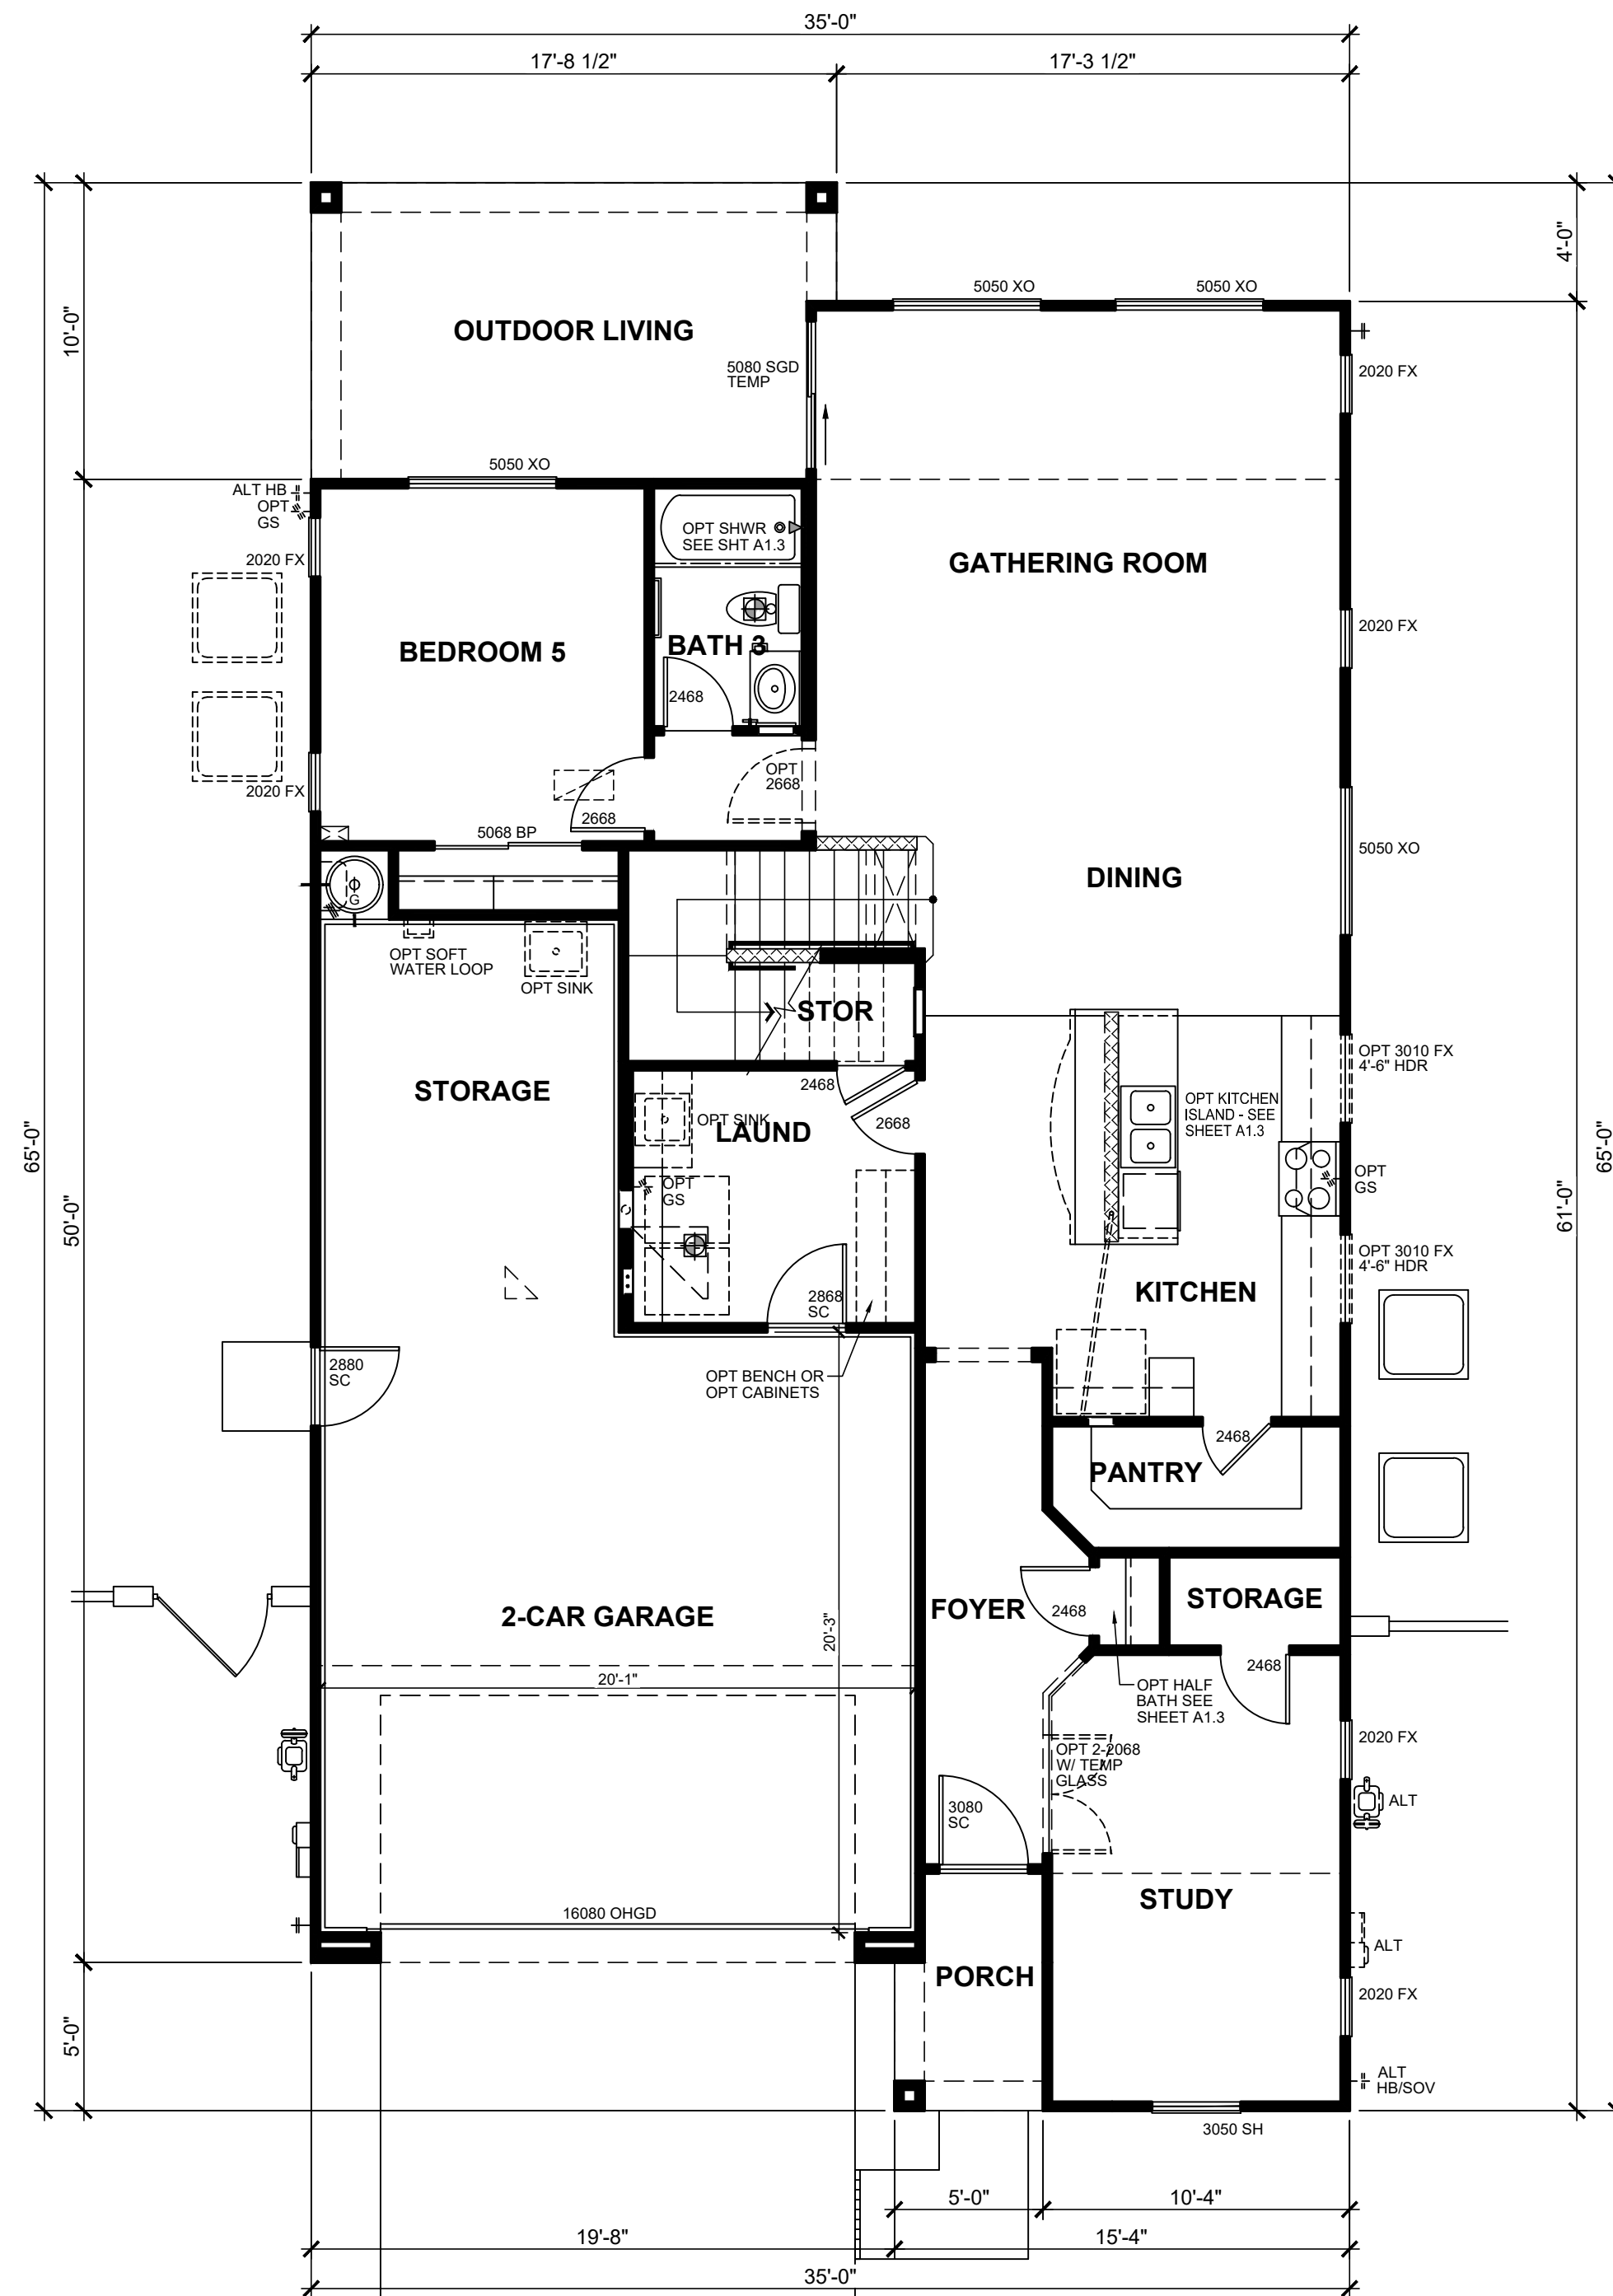 35'-0"
17'-8 1/2"
17'-3 1/2"
4'-0"
10'-0"
5050 XO
5050 XO
OUTDOOR LIVING
5080 SGD
TEMP
2020 FX
5050 XO
ALT HB
OPT
GS
2020 FX
OPT SHWR
SEE SHT A1.3
GATHERING ROOM
2020 FX
BEDROOM 5
BATH 3
2468
OPT
2668
2020 FX
2668
5068 BP
5050 XO
DINING
G
OPT SOFT
WATER LOOP
OPT SINK
STOR
OPT 3010 FX
4'-6" HDR
STORAGE
2468
2668
OPT SINK
LAUND
OPT KITCHEN
ISLAND - SEE
SHEET A1.3
65'-0"
50'-0"
61'-0"
65'-0"
OPT
GS
OPT
GS
OPT 3010 FX
4'-6" HDR
KITCHEN
2868
SC
2880
SC
OPT BENCH OR
OPT CABINETS
2468
PANTRY
2-CAR GARAGE
20'-3"
20'-1"
FOYER
2468
STORAGE
2468
OPT HALF
BATH SEE
SHEET A1.3
OPT 2-2068
W/ TEMP
GLASS
2020 FX
ALT
3080
SC
STUDY
16080 OHGD
ALT
PORCH
2020 FX
5'-0"
ALT
HB/SOV
3050 SH
5'-0"
10'-4"
19'-8"
15'-4"
35'-0"